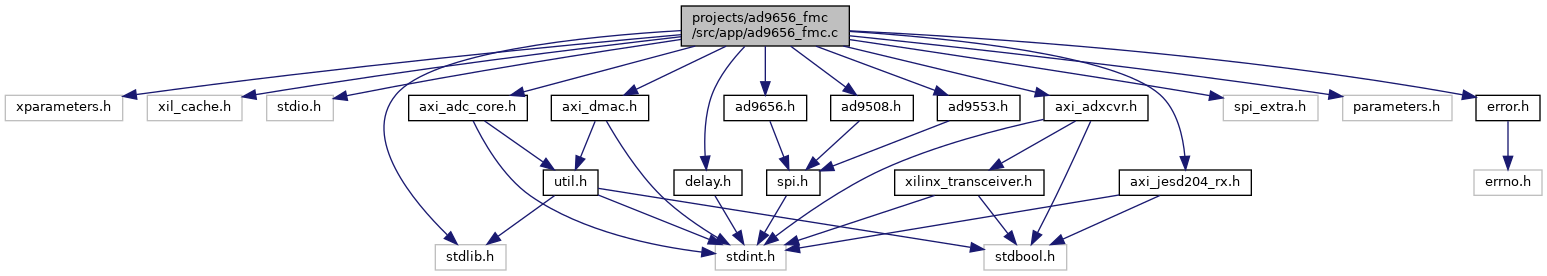 projects/ad9656_fmc
/src/app/ad9656_fmc.c
xparameters.h
xil_cache.h
stdio.h
axi_adc_core.h
axi_dmac.h
ad9656.h
ad9508.h
ad9553.h
axi_adxcvr.h
spi_extra.h
parameters.h
error.h
util.h
delay.h
spi.h
xilinx_transceiver.h
axi_jesd204_rx.h
errno.h
stdlib.h
stdint.h
stdbool.h